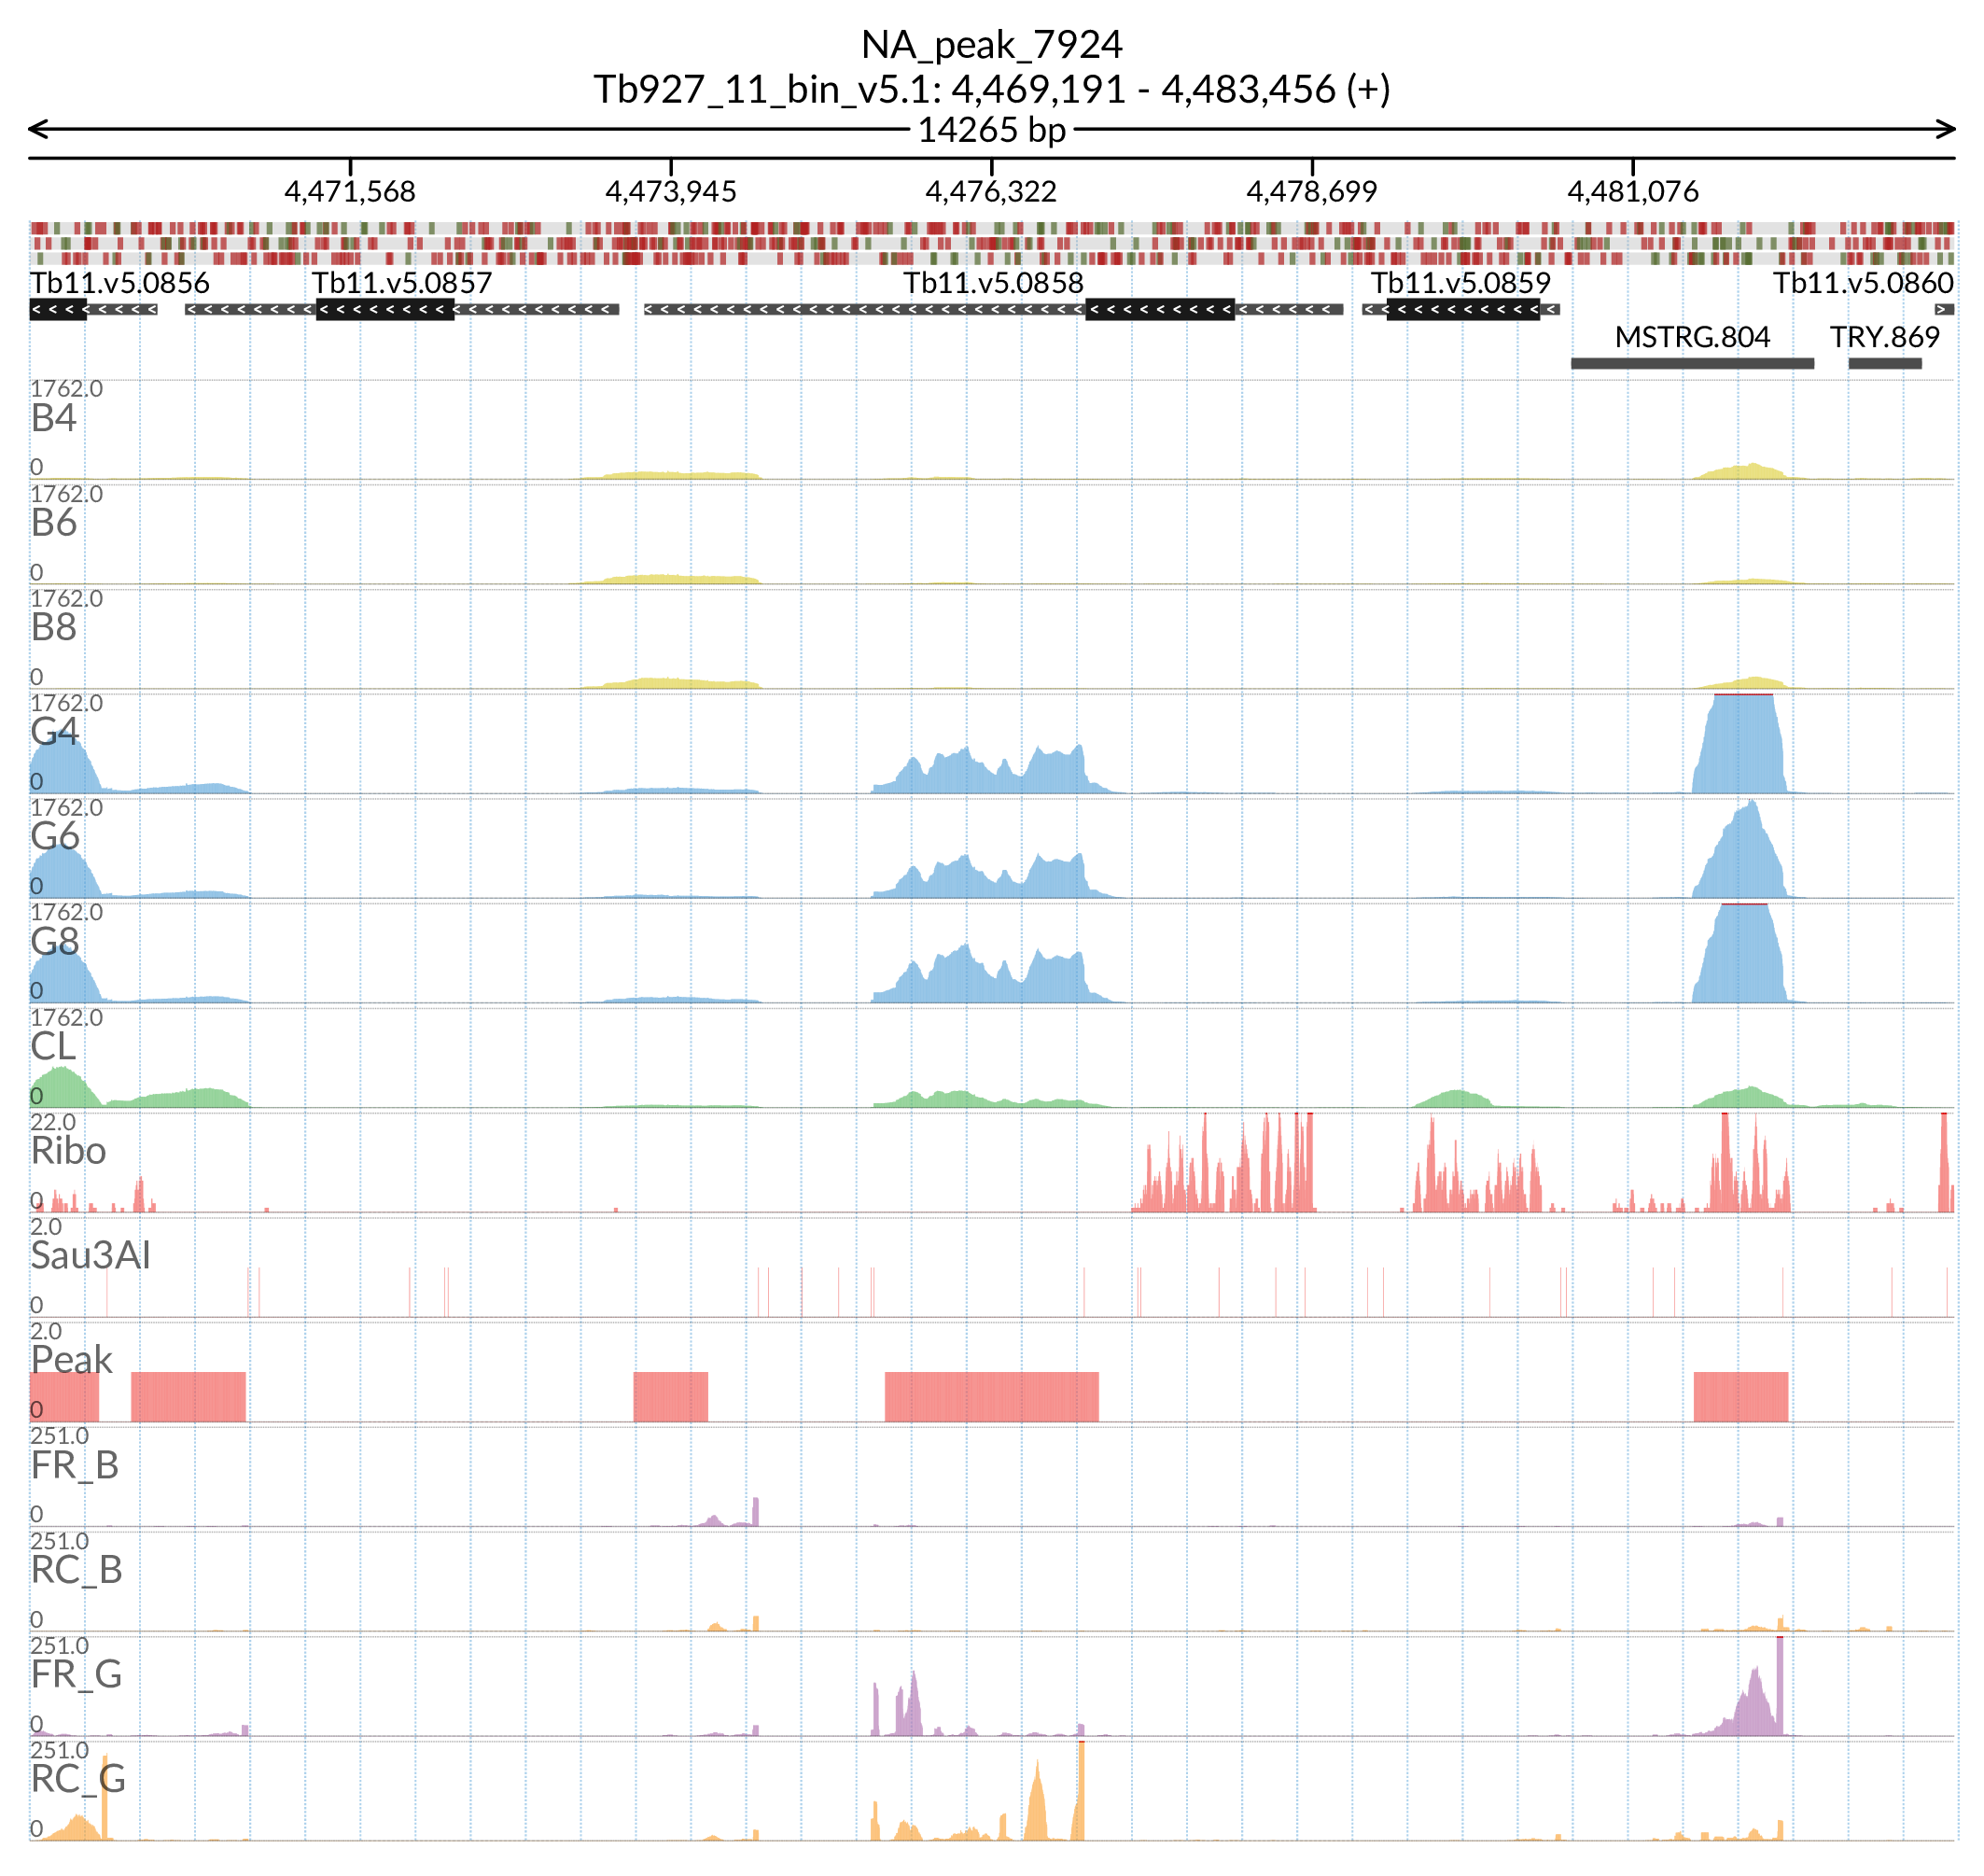 NA_peak_7924
Tb927_11_bin_v5.1: 4,469,191 - 4,483,456 (+)
14265 bp
4,471,568 4,473,945 4,476,322 4,478,699 4,481,076
Tb11.v5.0856 Tb11.v5.0857 Tb11.v5.0858 Tb11.v5.0859 Tb11.v5.0860
MSTRG.804 TRY.869
1762.0
B4
0
1762.0
B6
0
1762.0
B8
0
1762.0
G4
0
1762.0
G6
0
1762.0
G8
0
1762.0
CL
0
22.0
Ribo
0
2.0
Sau3AI
0
2.0
Peak
0
251.0
FR_B
0
251.0
RC_B
0
251.0
FR_G
0
251.0
RC_G
0